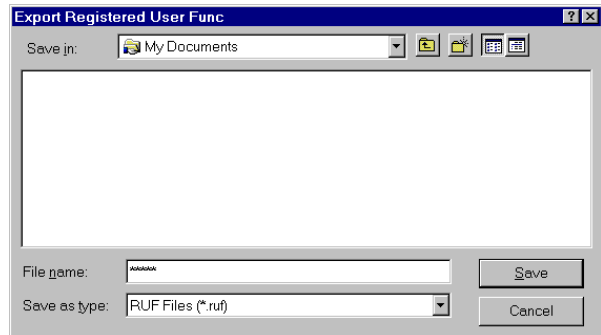 Export Registered User Func
Save in:
My Documents
File name:
*****
Save
Save as type:
RUF Files (*.ruf)
Cancel